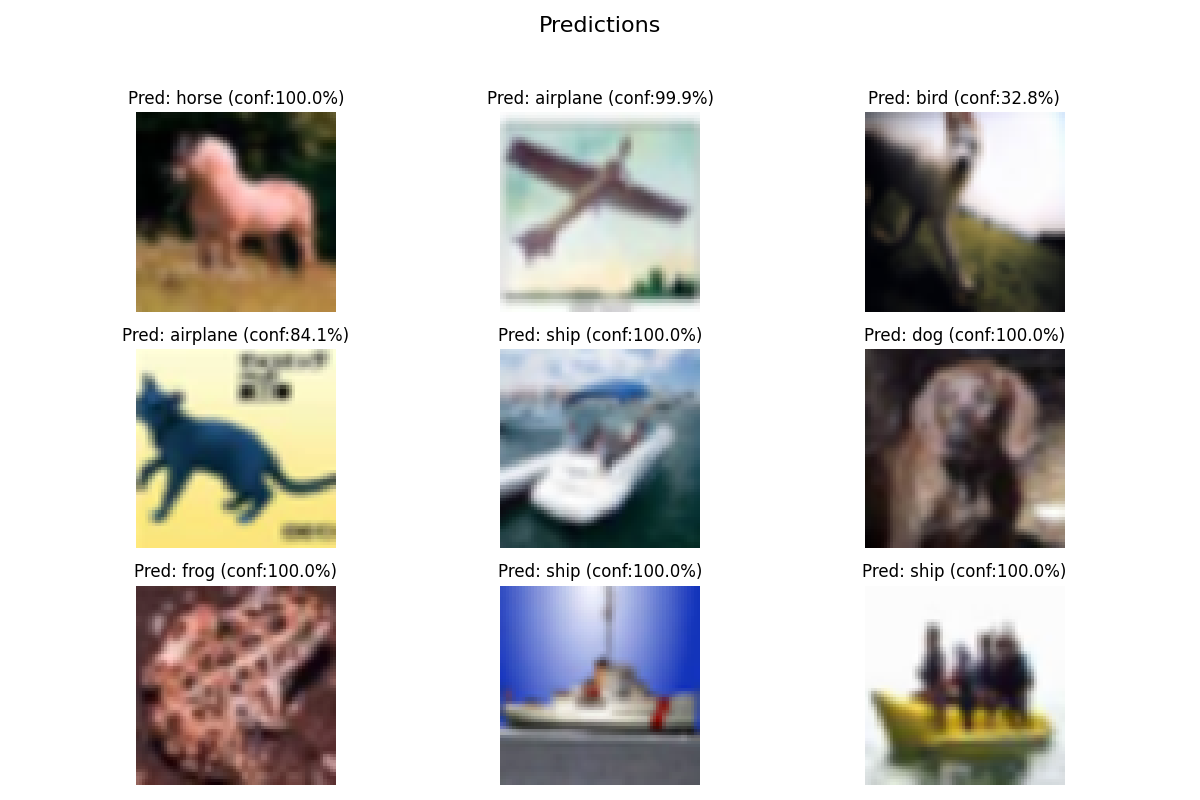 Predictions
Pred: horse (conf:100.0%)
Pred: airplane (conf:99.9%)
Pred: bird (conf:32.8%)
Pred: airplane (conf:84.1%)
Pred: ship (conf:100.0%)
Pred: dog (conf:100.0%)
Pred: frog (conf:100.0%)
Pred: ship (conf:100.0%)
Pred: ship (conf:100.0%)